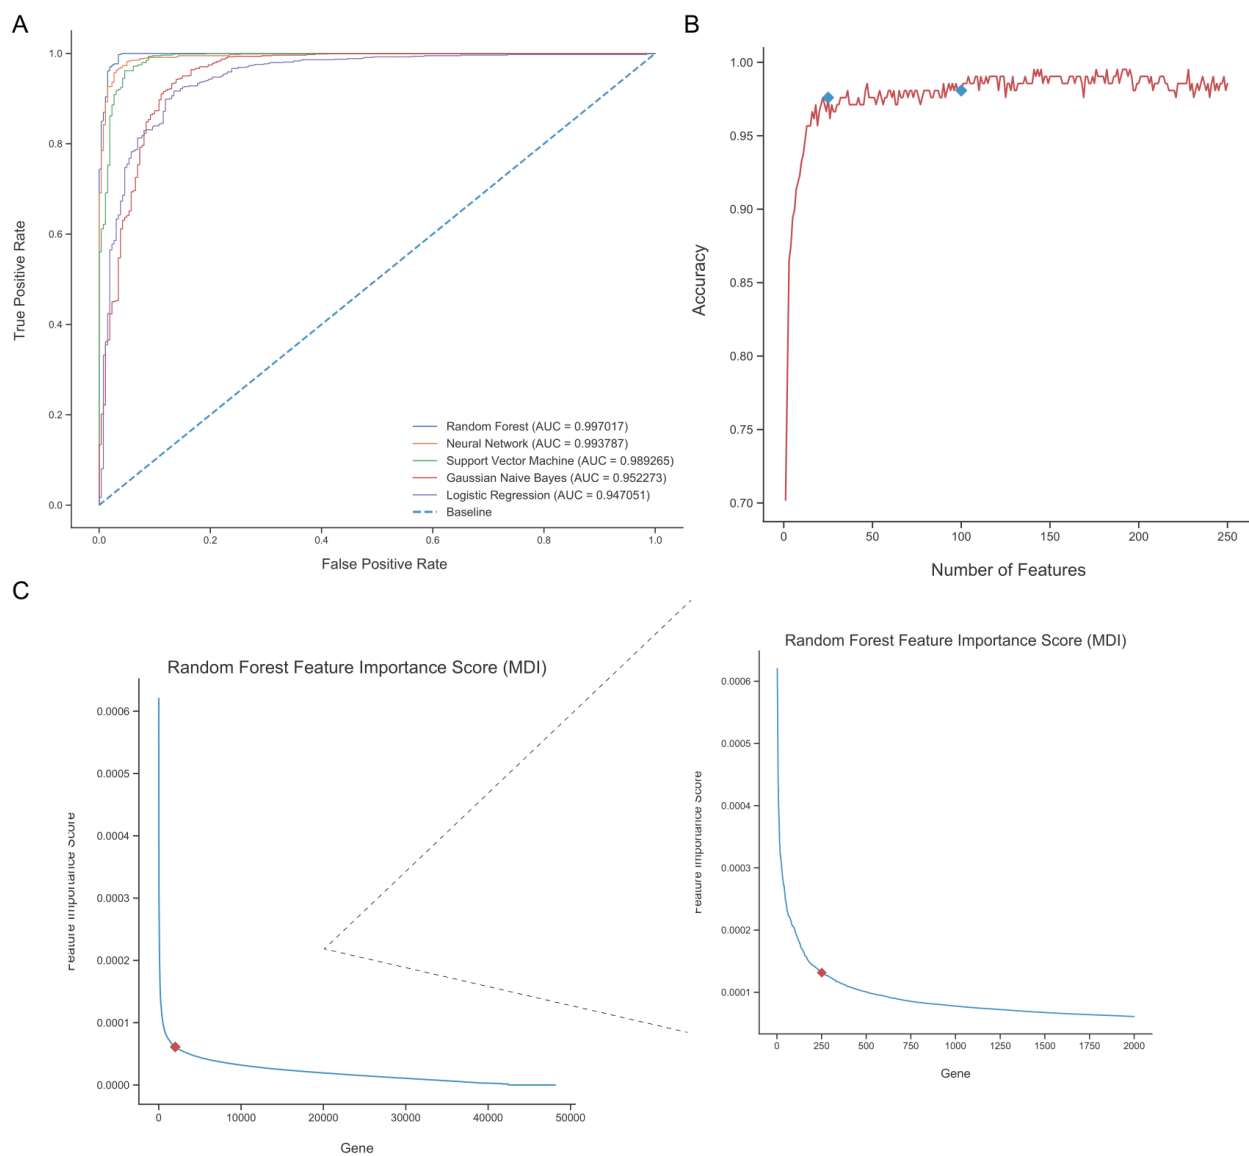 A
1.0
0.8
0.6
0.4
0.2
0.0
True Positive Rate
0.0 0.2 0.4 0.6 0.8 1.0
False Positive Rate
Random Forest (AUC = 0.997017)
Neural Network (AUC = 0.993787)
Support Vector Machine (AUC = 0.989265)
Gaussian Naive Bayes (AUC = 0.952273)
Logistic Regression (AUC = 0.947051)
Baseline
B
1.00
0.95
0.90
0.85
0.80
0.75
0.70
Accuracy
0 50 100 150 200 250
Number of Features
C
Random Forest Feature Importance Score (MDI)
0.0006
0.0005
0.0004
0.0003
0.0002
0.0001
0.0000
Feature Importance Score
0 10000 20000 30000 40000 50000
Gene
Random Forest Feature Importance Score (MDI)
0.0006
0.0005
0.0004
0.0003
0.0002
0.0001
Feature Importance Score
0 250 500 750 1000 1250 1500 1750 2000
Gene